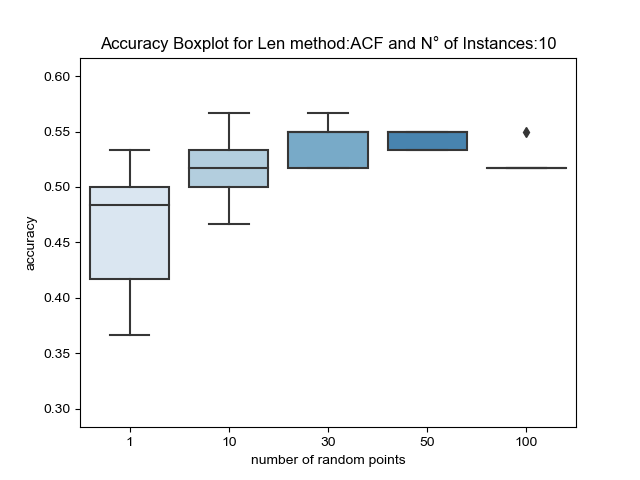 Accuracy Boxplot for Len method:ACF and N° of Instances:10
0.60
0.55
0.50
0.45
0.40
0.35
0.30
accuracy
1 10 30 50 100
number of random points